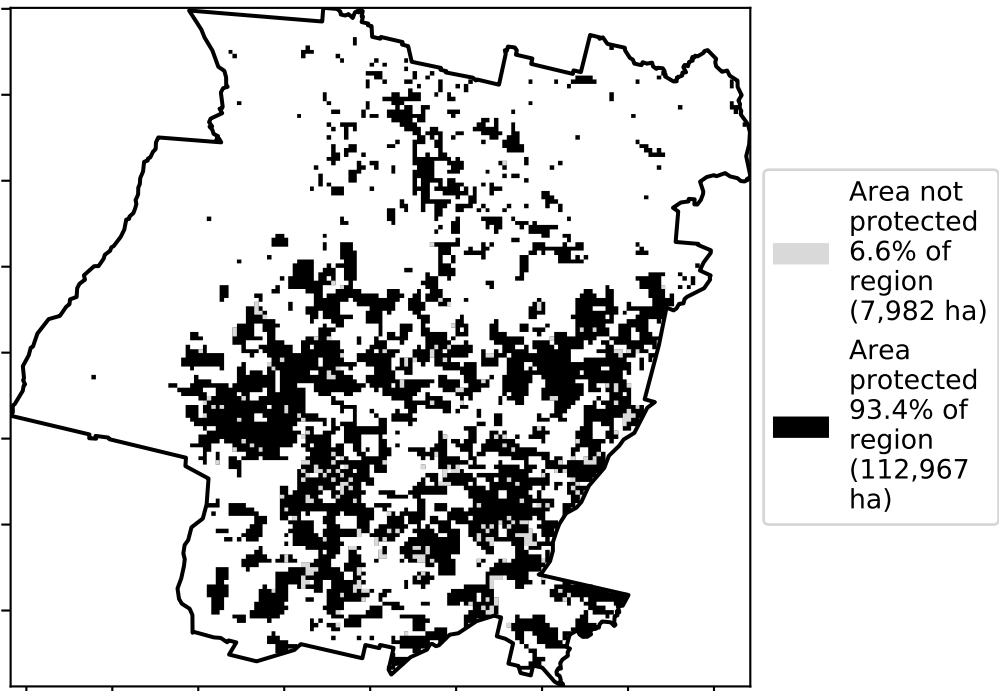 Area not
protected
6.6% of
region
(7,982 ha)
Area
protected
93.4% of
region
(112,967
ha)